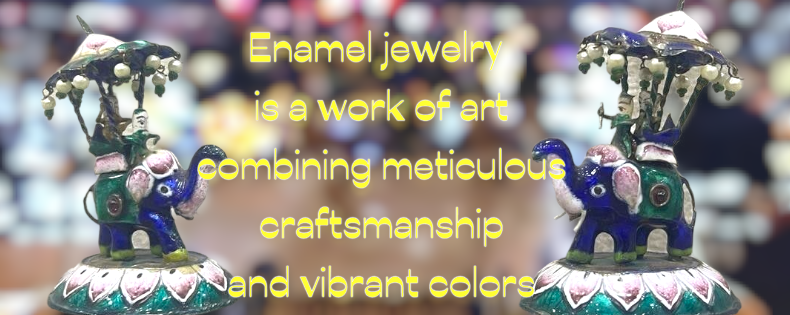 Enamel jewelry
is a work of art
combining meticulous
craftsmanship
and vibrant colors